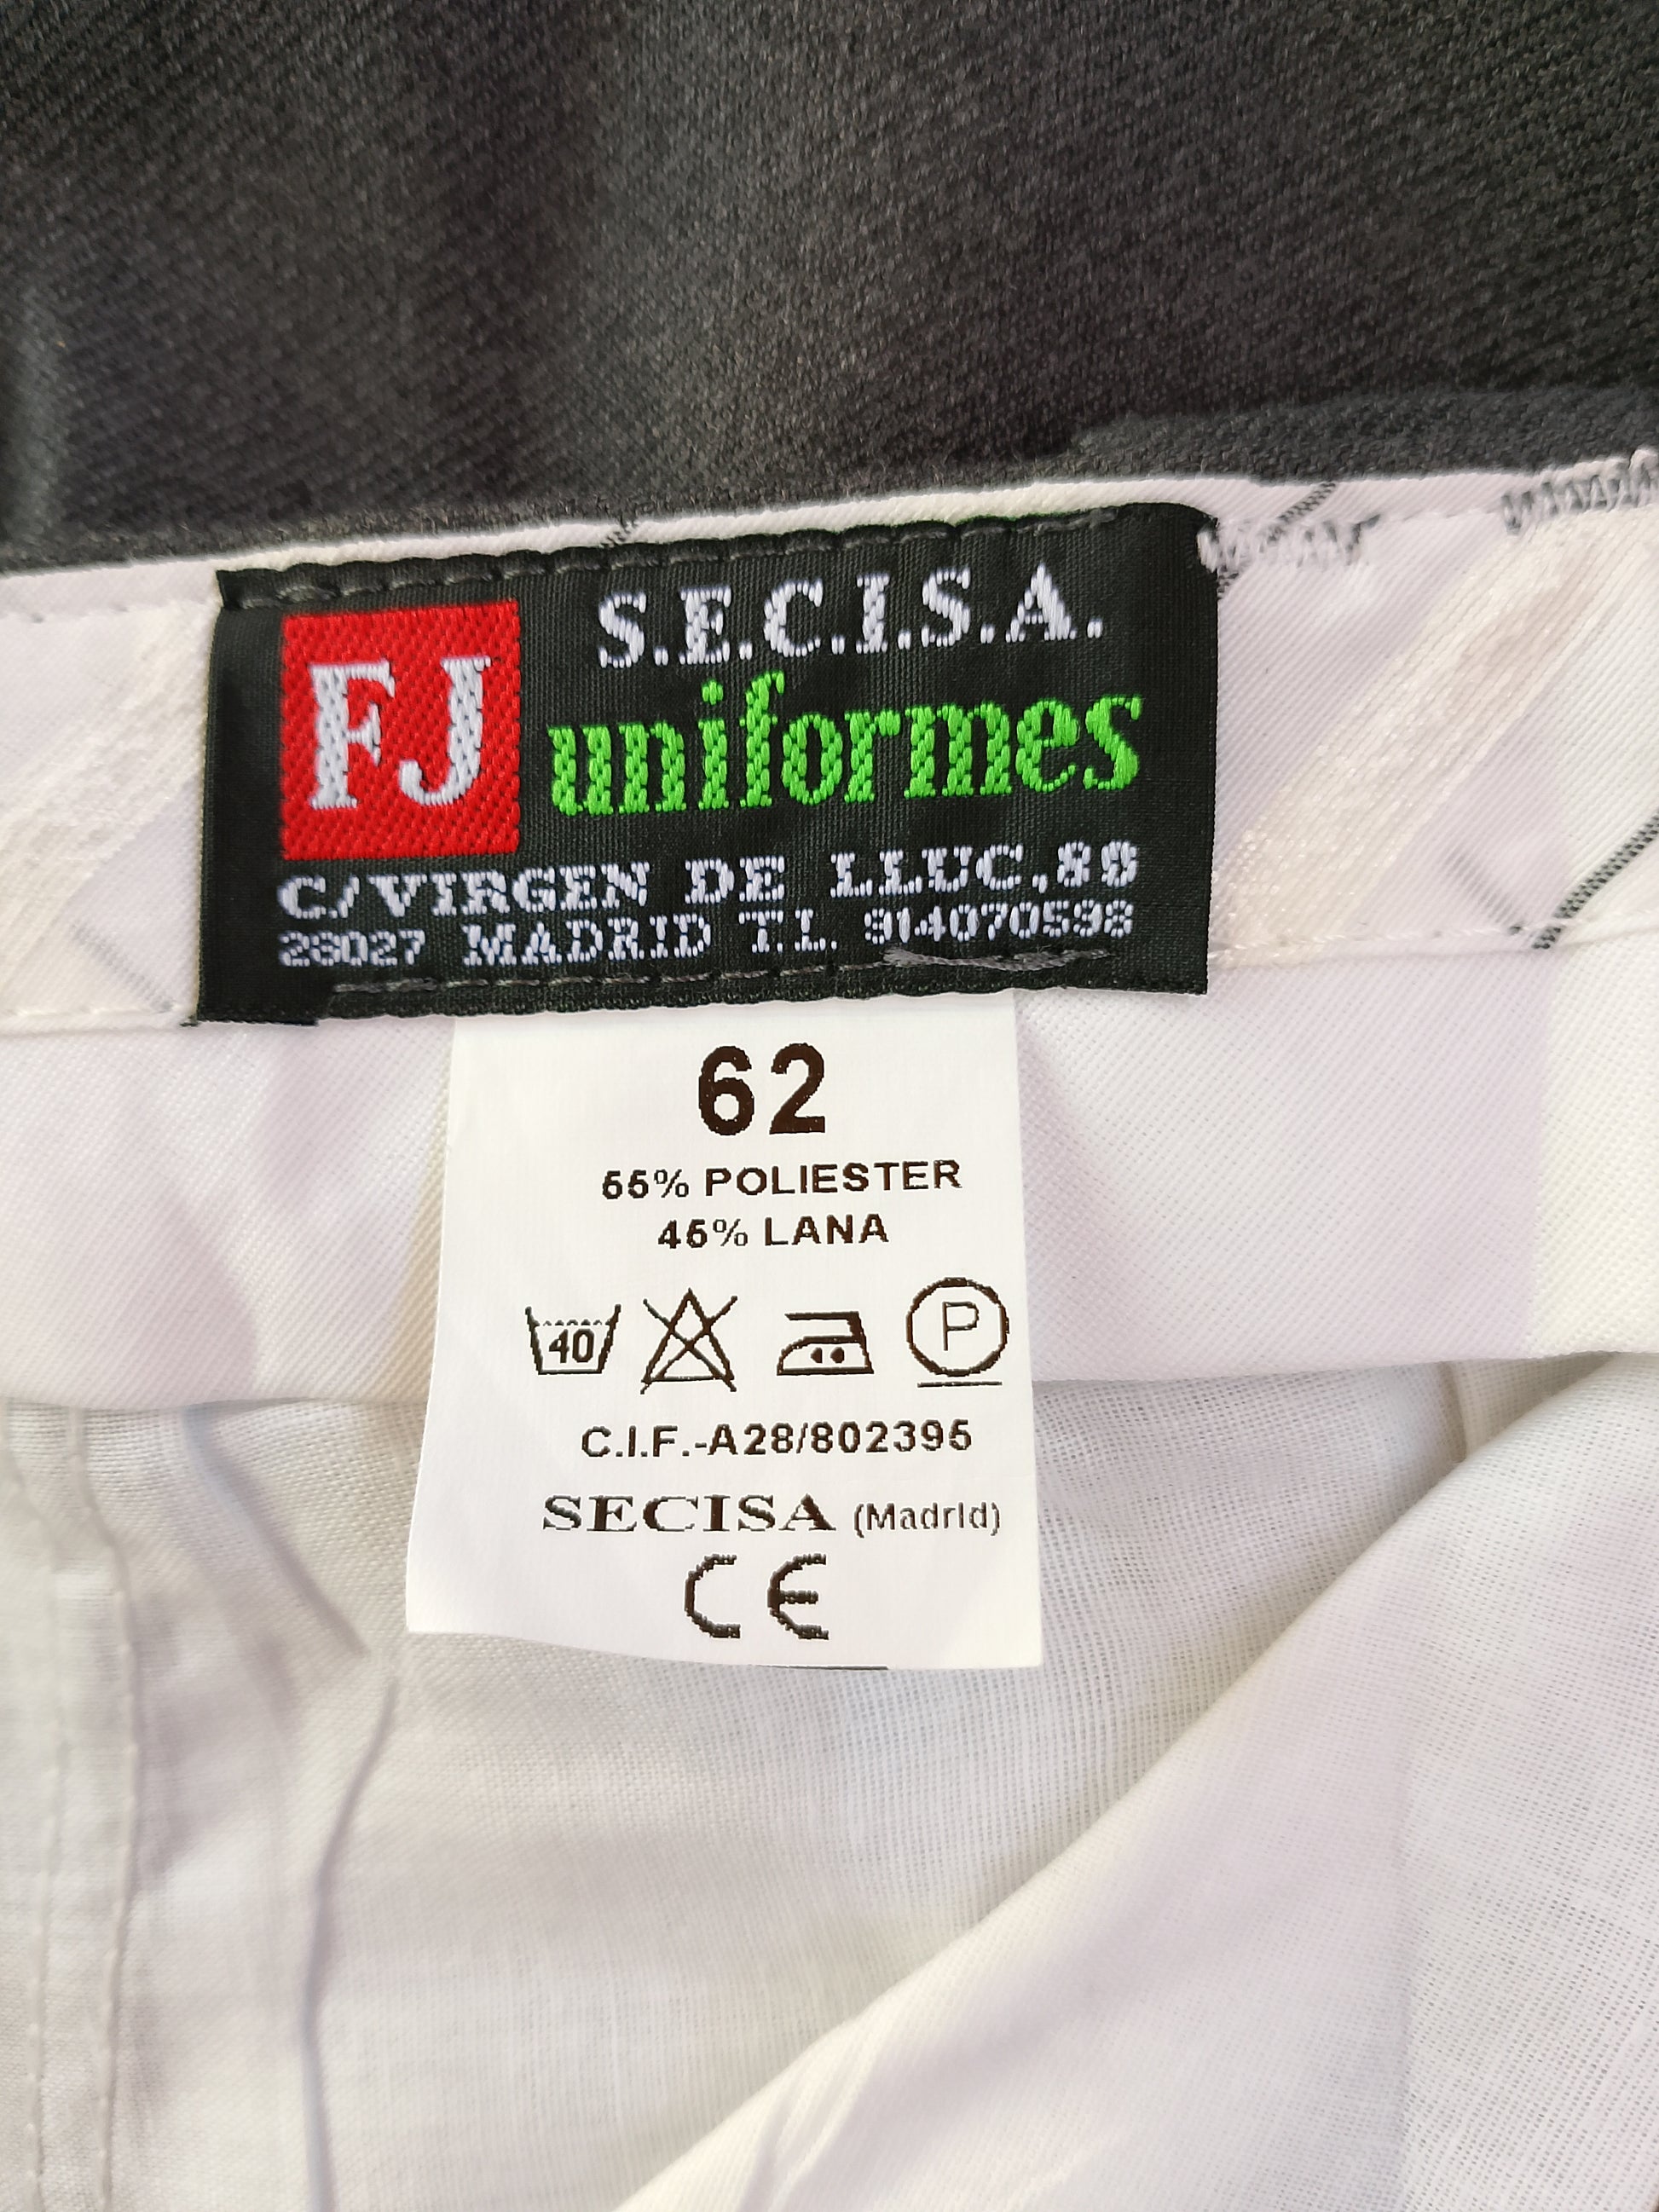 FJ
S.E.C.I.S.A.
uniformes
C/VIRGEN DE LLUC,89
28027 MADRID T.L. 914070598
62
55% POLIESTER
45% LANA
40
P
C.I.F.-A28/802395
SECISA (Madrid)
CE